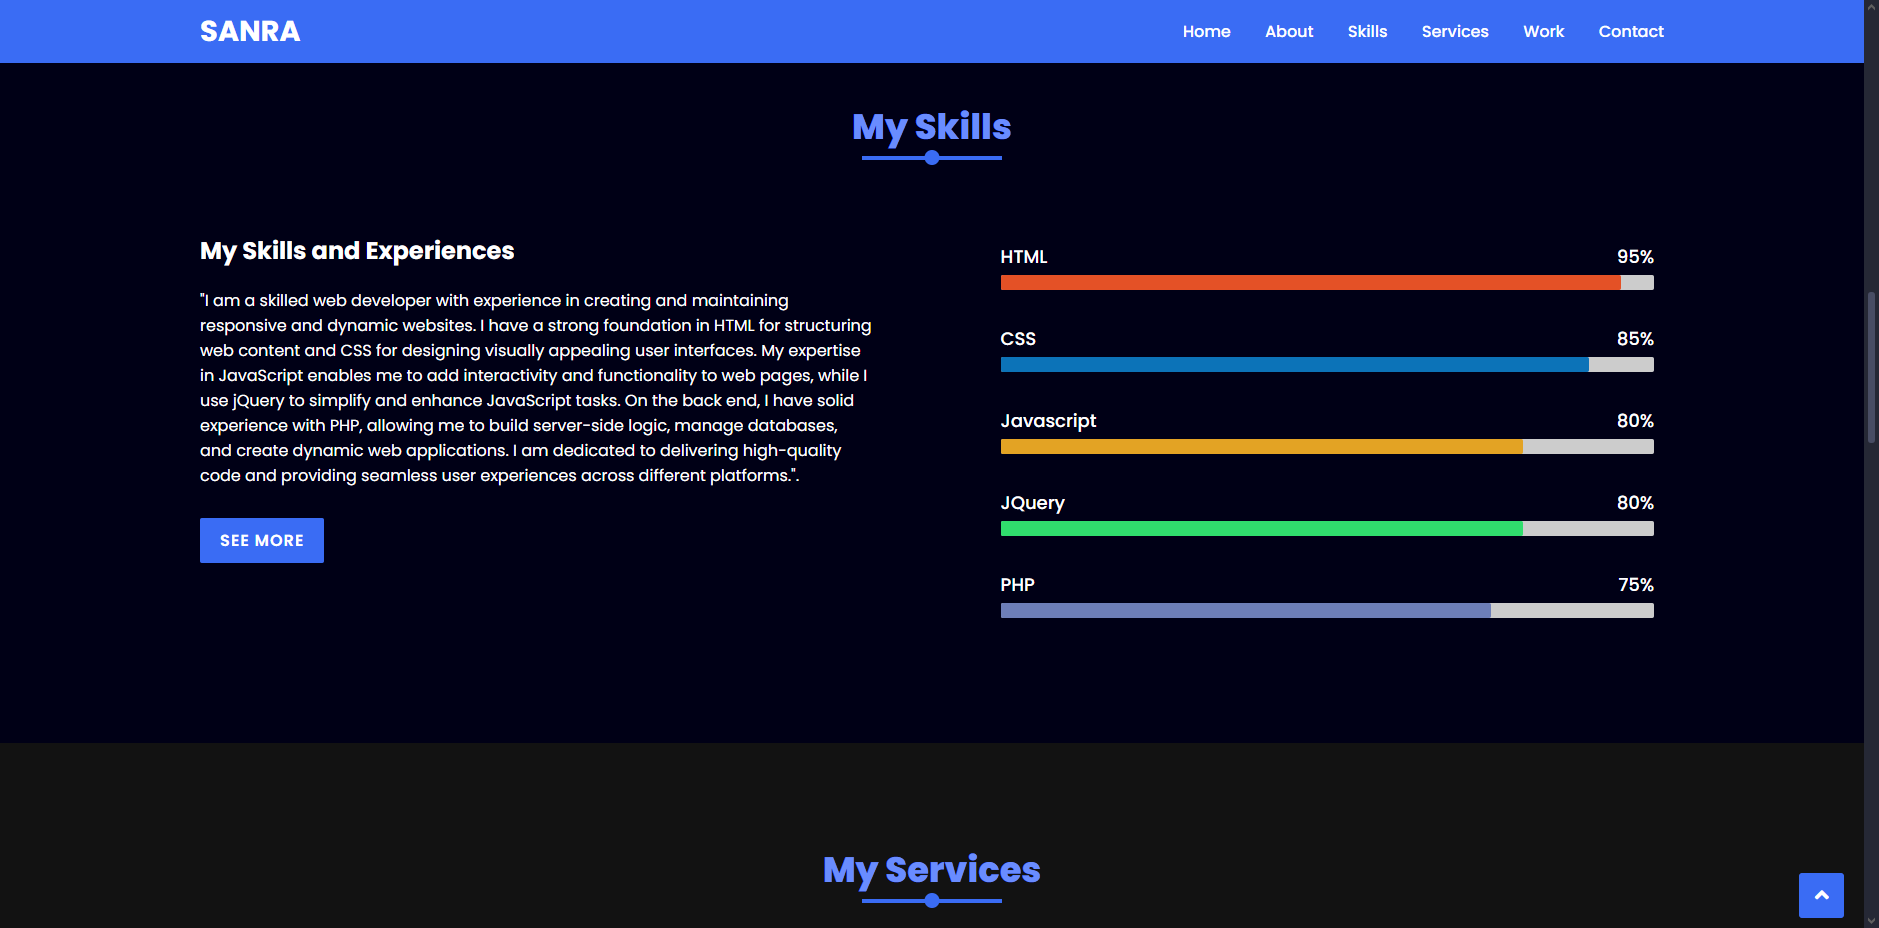 SANRA
Home About Skills Services Work Contact
My Skills
My Skills and Experiences
"I am a skilled web developer with experience in creating and maintaining
responsive and dynamic websites. I have a strong foundation in HTML for structuring
web content and CSS for designing visually appealing user interfaces. My expertise
in JavaScript enables me to add interactivity and functionality to web pages, while I
use jQuery to simplify and enhance JavaScript tasks. On the back end, I have solid
experience with PHP, allowing me to build server-side logic, manage databases,
and create dynamic web applications. I am dedicated to delivering high-quality
code and providing seamless user experiences across different platforms.".
SEE MORE
HTML 95%
CSS 85%
Javascript 80%
JQuery 80%
PHP 75%
My Services